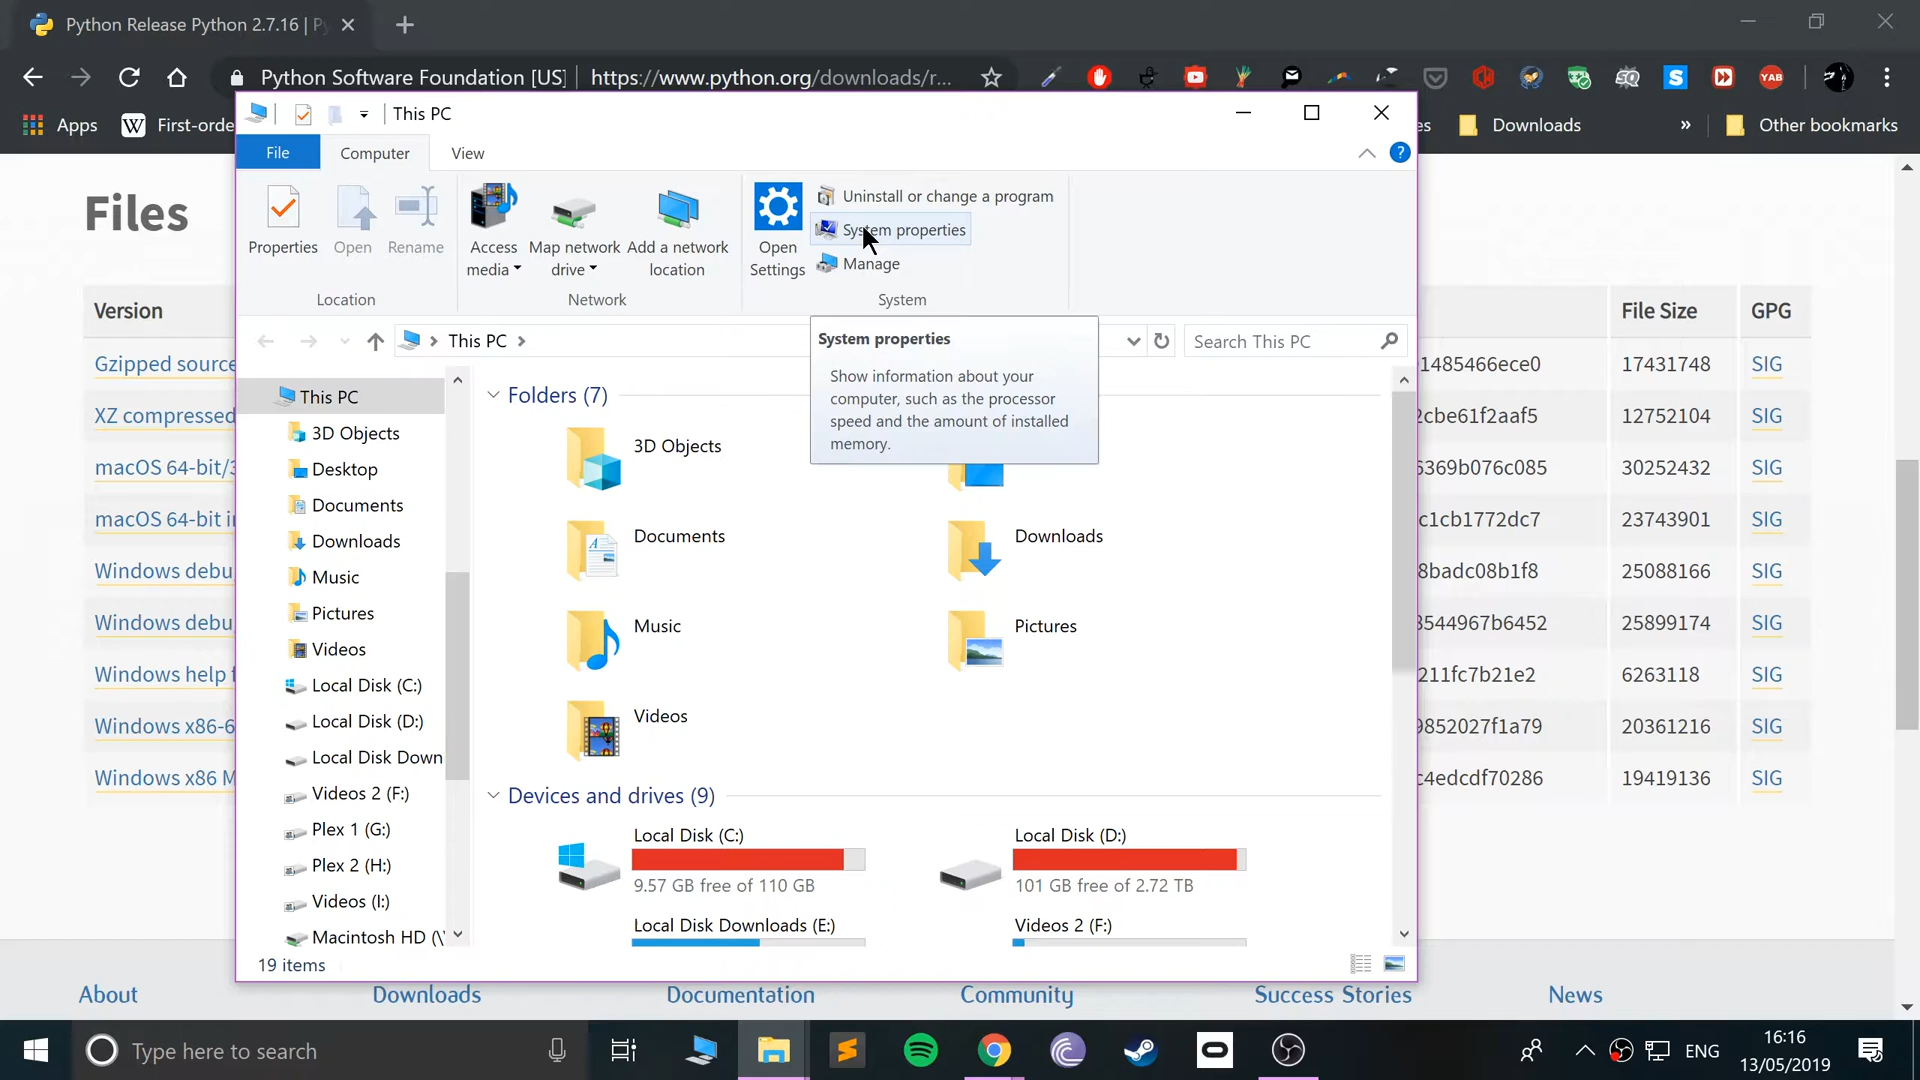 Python Release Python 2.7.16 | P
Python Software Foundation [US] https://www.python.org/downloads/r...
YAB
Apps
W First-orde
es
Downloads
»
Other bookmarks
This PC
File
Computer
View
Properties
Open
Rename
Access media
Map network drive
Add a network location
Open Settings
Uninstall or change a program
System properties
Manage
Location
Network
System
This PC
Search This PC
System properties
Show information about your
computer, such as the processor
speed and the amount of installed
memory.
This PC
3D Objects
Desktop
Documents
Downloads
Music
Pictures
Videos
Local Disk (C:)
Local Disk (D:)
Local Disk Down
Videos 2 (F:)
Plex 1 (G:)
Plex 2 (H:)
Videos (I:)
Macintosh HD (\
Folders (7)
3D Objects
Documents
Downloads
Music
Pictures
Videos
Devices and drives (9)
Local Disk (C:)
9.57 GB free of 110 GB
Local Disk (D:)
101 GB free of 2.72 TB
Local Disk Downloads (E:)
Videos 2 (F:)
19 items
Files
Version File Size GPG
Gzipped source 1485466ece0 17431748 SIG
XZ compressed 2cbe61f2aaf5 12752104 SIG
macOS 64-bit/3 6369b076c085 30252432 SIG
macOS 64-bit in c1cb1772dc7 23743901 SIG
Windows debu 8badc08b1f8 25088166 SIG
Windows debu 8544967b6452 25899174 SIG
Windows help f 211fc7b21e2 6263118 SIG
Windows x86-6 9852027f1a79 20361216 SIG
Windows x86 M c4edcdf70286 19419136 SIG
About Downloads Documentation Community Success Stories News
Type here to search
ENG
16:16
13/05/2019